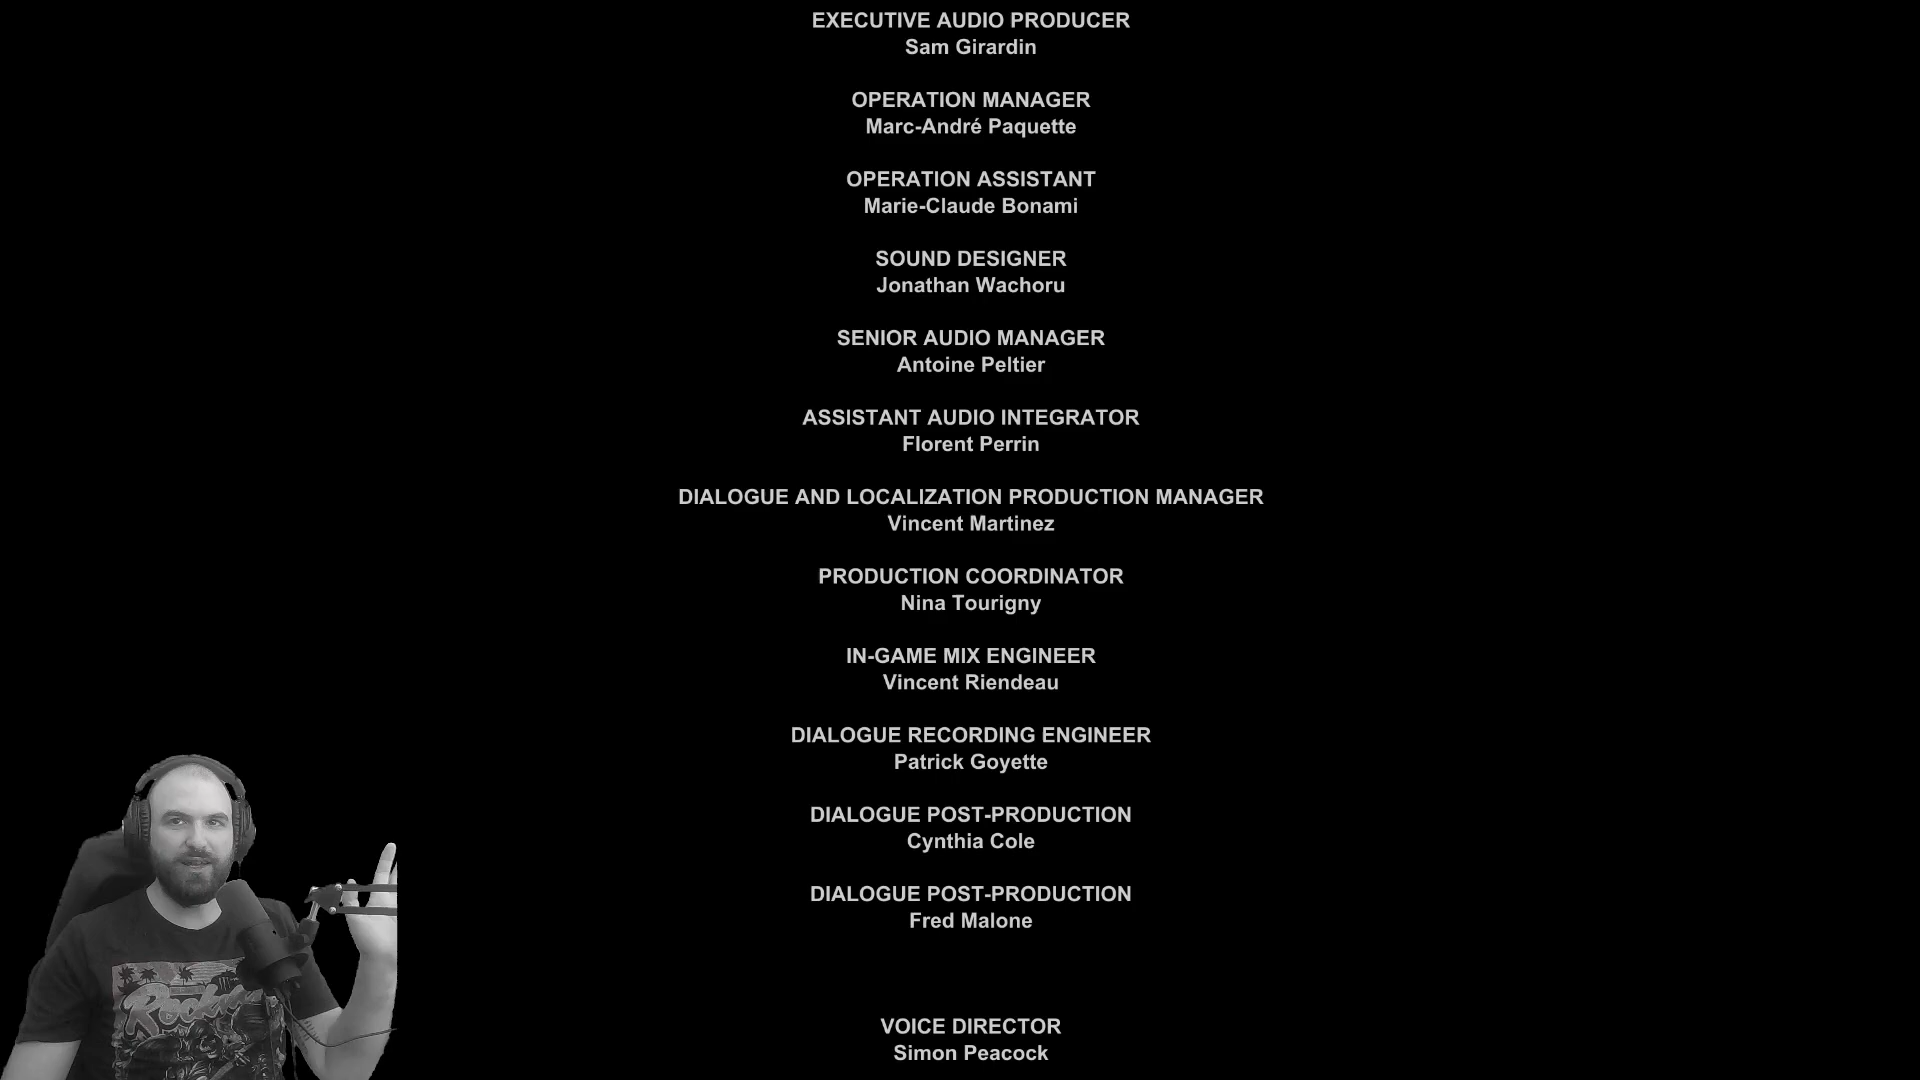 EXECUTIVE AUDIO PRODUCER
Sam Girardin
OPERATION MANAGER
Marc-André Paquette
OPERATION ASSISTANT
Marie-Claude Bonami
SOUND DESIGNER
Jonathan Wachoru
SENIOR AUDIO MANAGER
Antoine Peltier
ASSISTANT AUDIO INTEGRATOR
Florent Perrin
DIALOGUE AND LOCALIZATION PRODUCTION MANAGER
Vincent Martinez
PRODUCTION COORDINATOR
Nina Tourigny
IN-GAME MIX ENGINEER
Vincent Riendeau
DIALOGUE RECORDING ENGINEER
Patrick Goyette
DIALOGUE POST-PRODUCTION
Cynthia Cole
DIALOGUE POST-PRODUCTION
Fred Malone
VOICE DIRECTOR
Simon Peacock